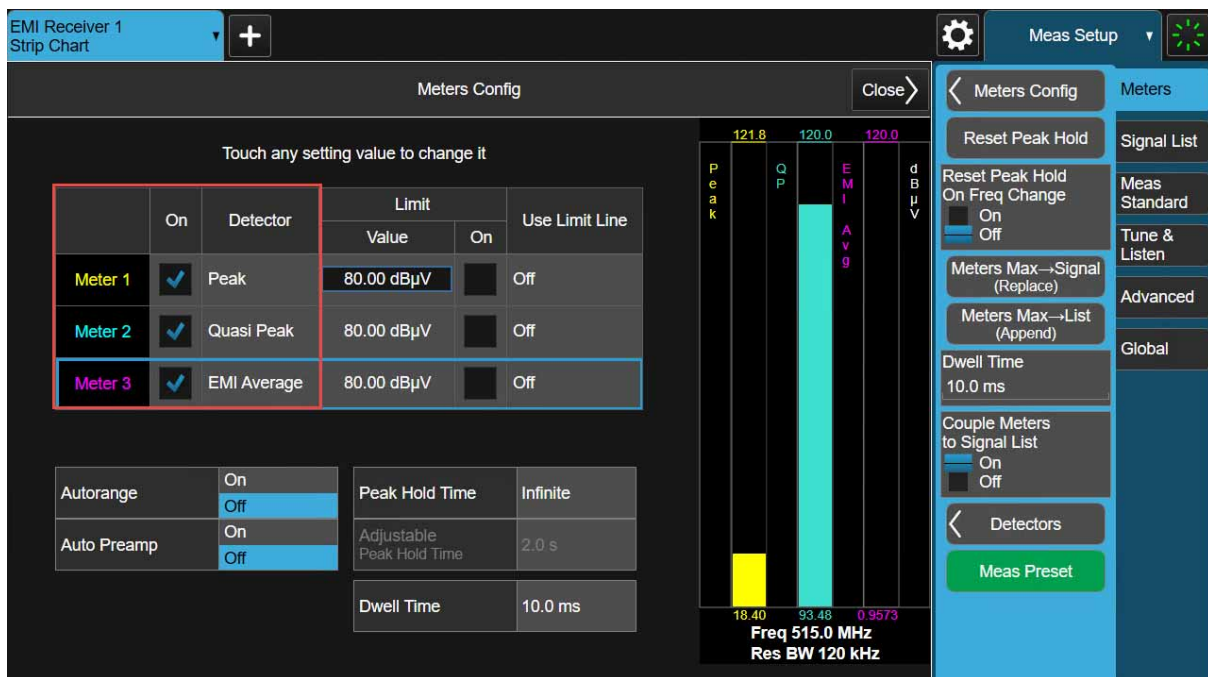 EMI Receiver 1
Strip Chart
Meas Setup
Meters Config
Close
Touch any setting value to change it
On
Detector
Limit
Value
On
Use Limit Line
Meter 1
Peak
80.00 dBµV
Off
Meter 2
Quasi Peak
80.00 dBµV
Off
Meter 3
EMI Average
80.00 dBµV
Off
Autorange
On
Off
Auto Preamp
On
Off
Peak Hold Time
Infinite
Adjustable
Peak Hold Time
2.0 s
Dwell Time
10.0 ms
121.8
120.0
120.0
Peak
QP
EMI Avg
dBµV
18.40
93.48
0.9573
Freq 515.0 MHz
Res BW 120 kHz
Meters Config
Reset Peak Hold
Reset Peak Hold
On Freq Change
On
Off
Meters Max→Signal
(Replace)
Meters Max→List
(Append)
Dwell Time
10.0 ms
Couple Meters
to Signal List
On
Off
Detectors
Meas Preset
Meters
Signal List
Meas
Standard
Tune &
Listen
Advanced
Global